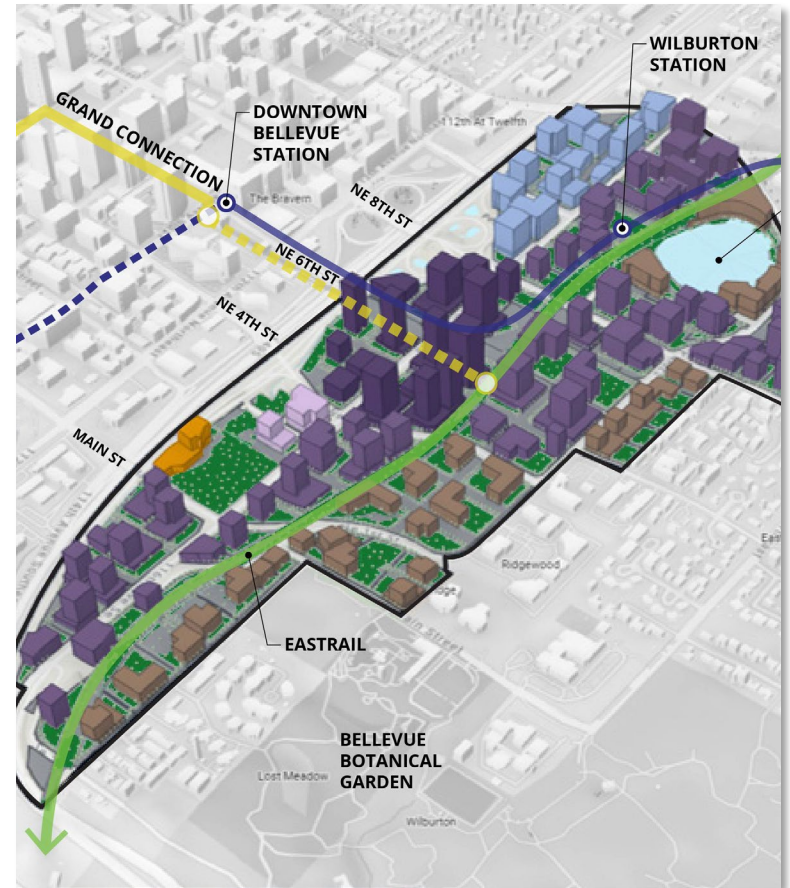 WILBURTON
STATION
GRAND CONNECTION
DOWNTOWN
BELLEVUE
STATION
112th At Twelfth
The Bravern
NE 8TH ST
NE 6TH ST
NE 4TH ST
MAIN ST
Ridgewood
EASTRAIL
BELLEVUE
BOTANICAL
GARDEN
Lost Meadow
Wilburton